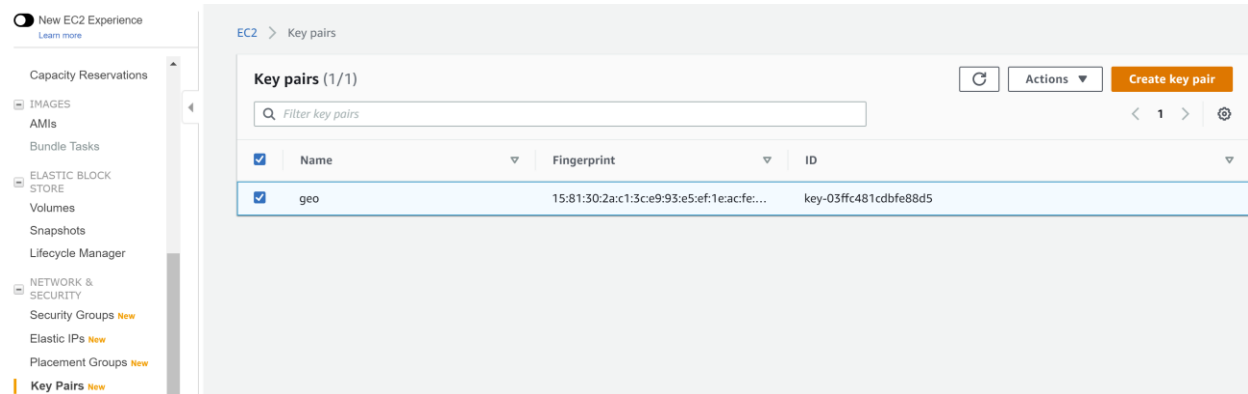 New EC2 Experience
Learn more
Capacity Reservations
IMAGES
AMIs
Bundle Tasks
ELASTIC BLOCK
STORE
Volumes
Snapshots
Lifecycle Manager
NETWORK &
SECURITY
Security Groups New
Elastic IPs New
Placement Groups New
Key Pairs New
EC2 > Key pairs
Key pairs (1/1)
Actions
Create key pair
Filter key pairs
1
Name Fingerprint ID
geo 15:81:30:2a:c1:3c:e9:93:e5:ef:1e:ac:fe:... key-03ffc481cdbfe88d5